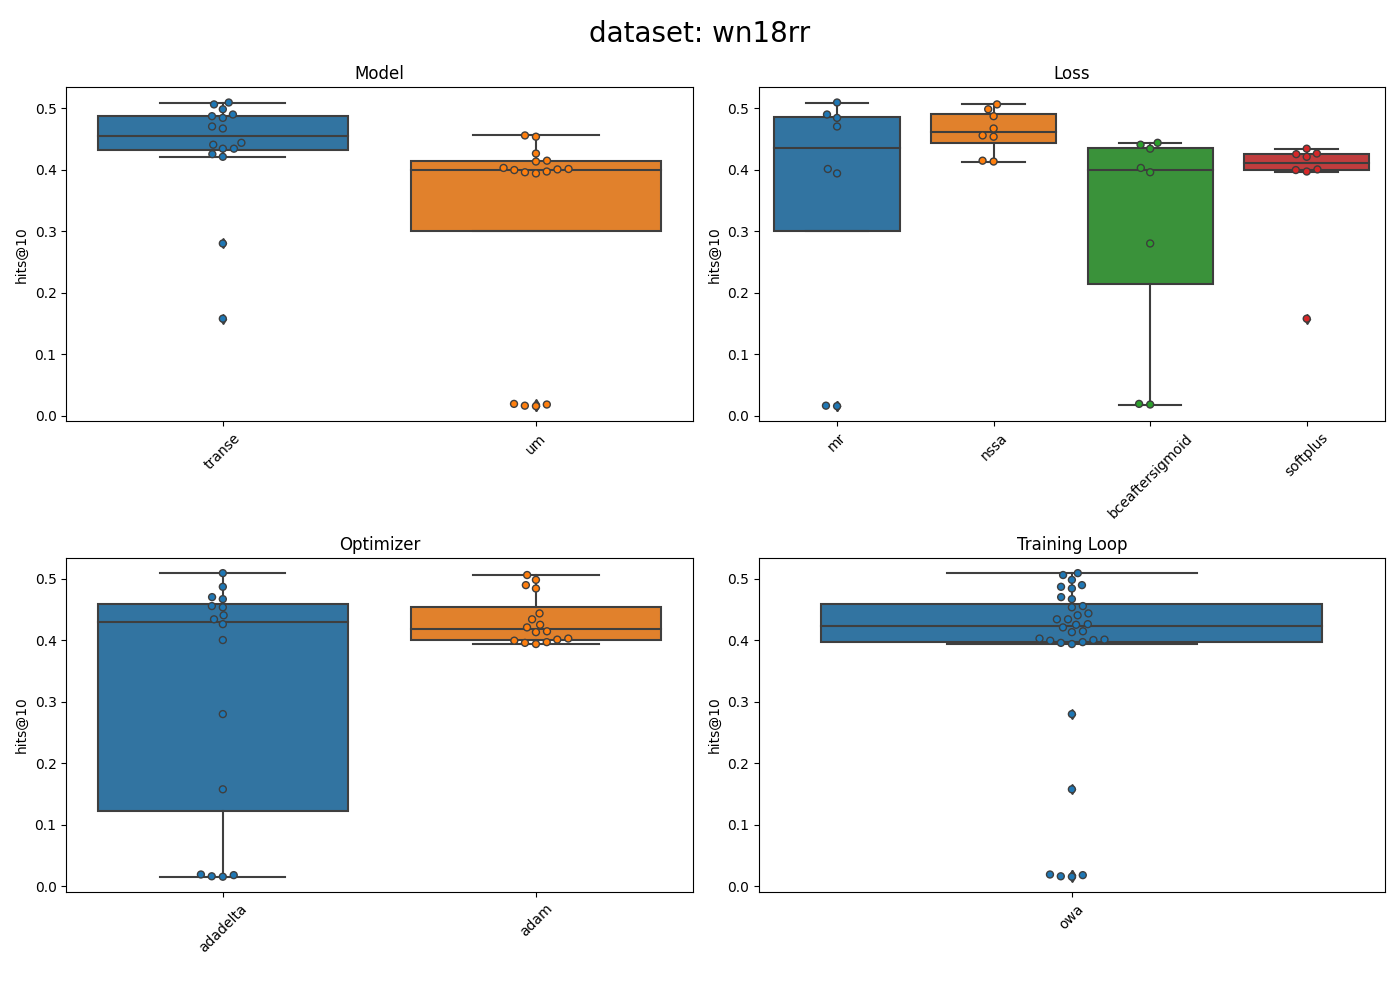 dataset: wn18rr
Model
hits@10
0.5
0.4
0.3
0.2
0.1
0.0
transe
um
Loss
hits@10
0.5
0.4
0.3
0.2
0.1
0.0
mr
nssa
bceaftersigmoid
softplus
Optimizer
hits@10
0.5
0.4
0.3
0.2
0.1
0.0
adadelta
adam
Training Loop
hits@10
0.5
0.4
0.3
0.2
0.1
0.0
owa